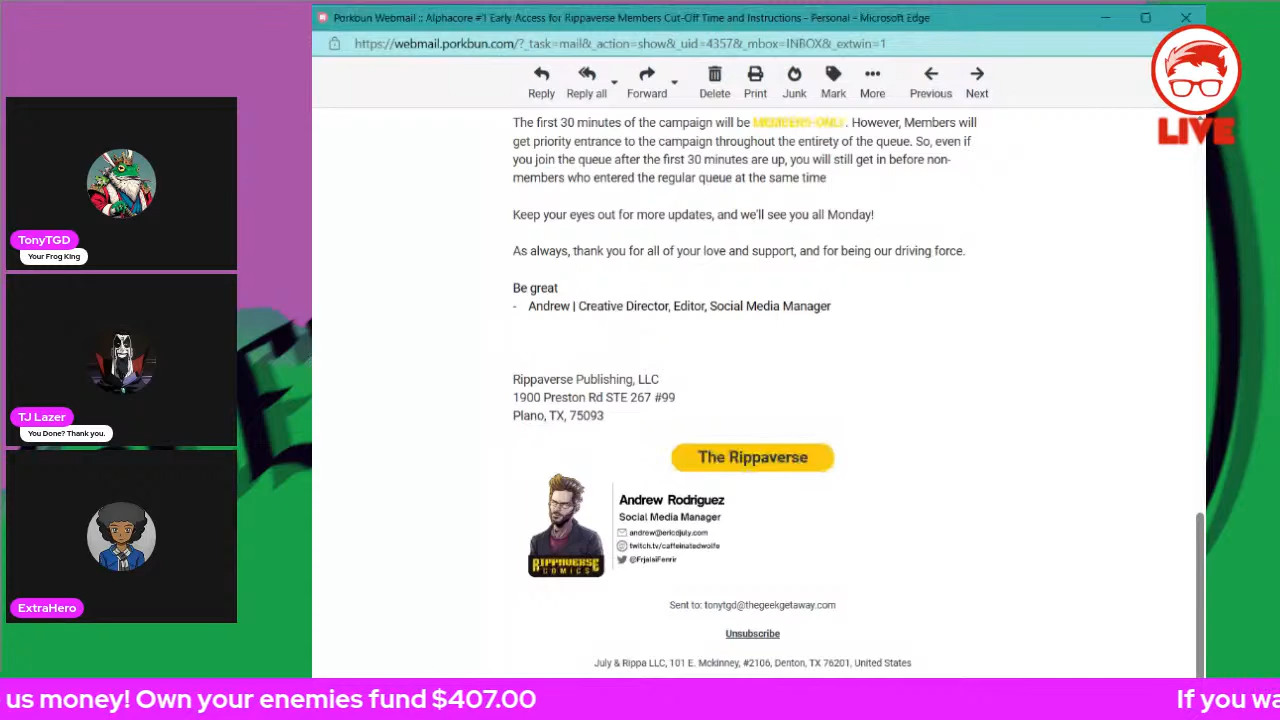 Porkbun Webmail :: Alphacore #1 Early Access for Rippaverse Members Cut-Off Time and Instructions - Personal - Microsoft Edge
https://webmail.porkbun.com/?_task=mail&_action=show&_uid=4357&_mbox=INBOX&_extwin=1
Reply Reply all Forward Delete Print Junk Mark More Previous Next
LIVE
The first 30 minutes of the campaign will be MEMBERS-ONLY. However, Members will
get priority entrance to the campaign throughout the entirety of the queue. So, even if
you join the queue after the first 30 minutes are up, you will still get in before non-
members who entered the regular queue at the same time
Keep your eyes out for more updates, and we'll see you all Monday!
As always, thank you for all of your love and support, and for being our driving force.
Be great
- Andrew | Creative Director, Editor, Social Media Manager
Rippaverse Publishing, LLC
1900 Preston Rd STE 267 #99
Plano, TX, 75093
The Rippaverse
Andrew Rodriguez
Social Media Manager
andrew@ericdjuly.com
twitch.tv/caffeinatedwolfe
@FrjalsiFenrir
RIPPAVERSE
COMICS
Sent to: tonytgd@thegeekgetaway.com
Unsubscribe
July & Rippa LLC, 101 E. Mckinney, #2106, Denton, TX 76201, United States
TonyTGD
Your Frog King
TJ Lazer
You Done? Thank you.
ExtraHero
us money! Own your enemies fund $407.00
If you wa